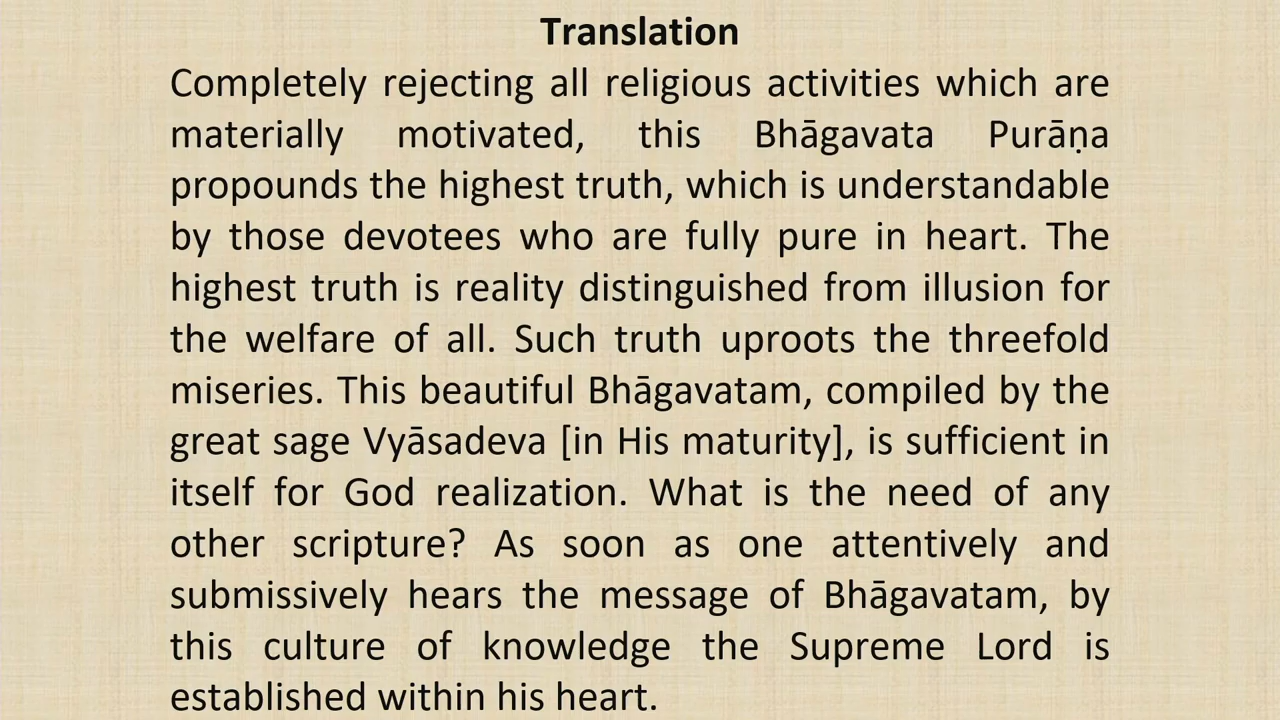 Translation
Completely rejecting all religious activities which are
materially motivated, this Bhāgavata Purāṇa
propounds the highest truth, which is understandable
by those devotees who are fully pure in heart. The
highest truth is reality distinguished from illusion for
the welfare of all. Such truth uproots the threefold
miseries. This beautiful Bhāgavatam, compiled by the
great sage Vyāsadeva [in His maturity], is sufficient in
itself for God realization. What is the need of any
other scripture? As soon as one attentively and
submissively hears the message of Bhāgavatam, by
this culture of knowledge the Supreme Lord is
established within his heart.